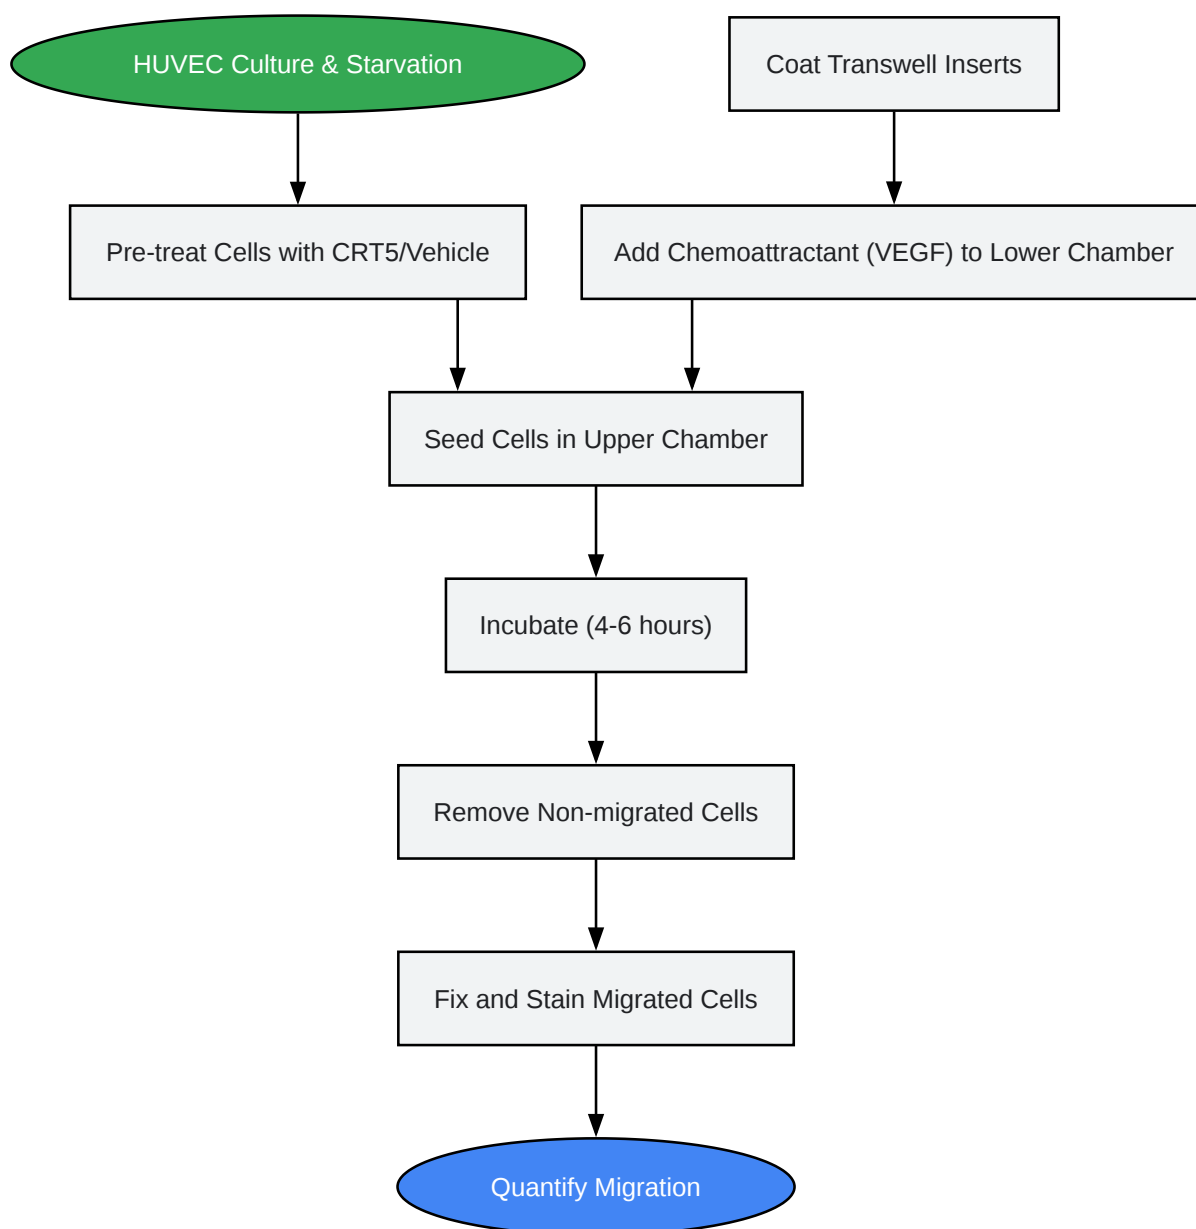 HUVEC Culture & Starvation
Coat Transwell Inserts
Pre-treat Cells with CRT5/Vehicle
Add Chemoattractant (VEGF) to Lower Chamber
Seed Cells in Upper Chamber
Incubate (4-6 hours)
Remove Non-migrated Cells
Fix and Stain Migrated Cells
Quantify Migration